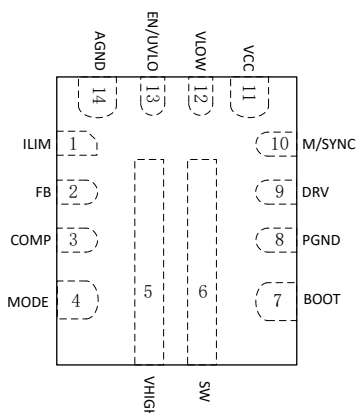 AGND
EN/UVLO
VLOW
VCC
14
13
12
11
ILIM 1
10 M/SYNC
FB 2
9 DRV
COMP 3
8 PGND
MODE 4
5
6
7 BOOT
VHIGH
SW